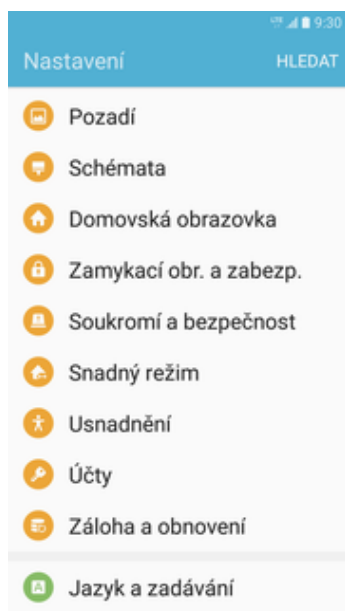 LTE 9:30
Nastavení HLEDAT
Pozadí
Schémata
Domovská obrazovka
Zamykací obr. a zabezp.
Soukromí a bezpečnost
Snadný režim
Usnadnění
Účty
Záloha a obnovení
Jazyk a zadávání